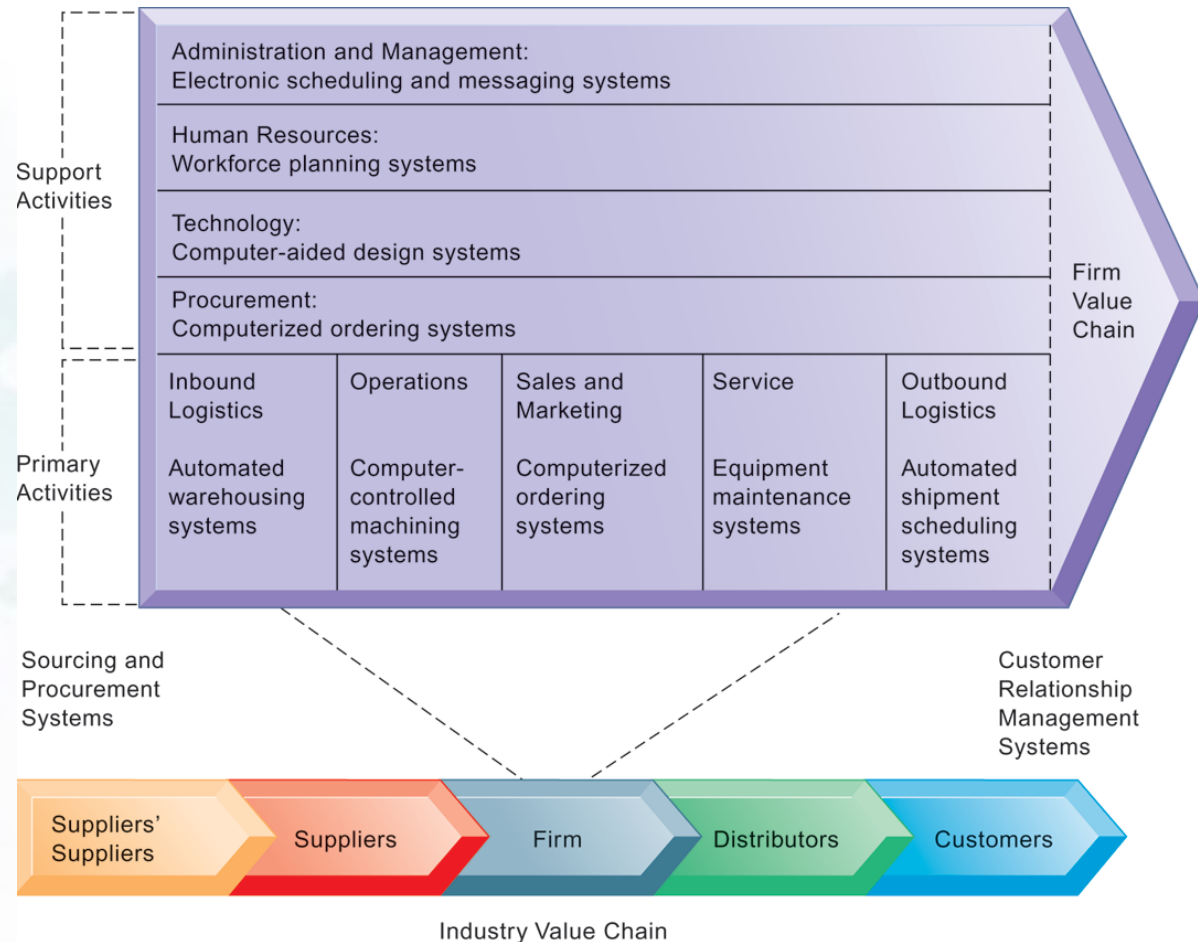 Support
Activities
Administration and Management:
Electronic scheduling and messaging systems
Human Resources:
Workforce planning systems
Technology:
Computer-aided design systems
Procurement:
Computerized ordering systems
Firm
Value
Chain
Primary
Activities
Inbound
Logistics
Automated
warehousing
systems
Operations
Computer-
controlled
machining
systems
Sales and
Marketing
Computerized
ordering
systems
Service
Equipment
maintenance
systems
Outbound
Logistics
Automated
shipment
scheduling
systems
Sourcing and
Procurement
Systems
Customer
Relationship
Management
Systems
Suppliers’
Suppliers
Suppliers
Firm
Distributors
Customers
Industry Value Chain